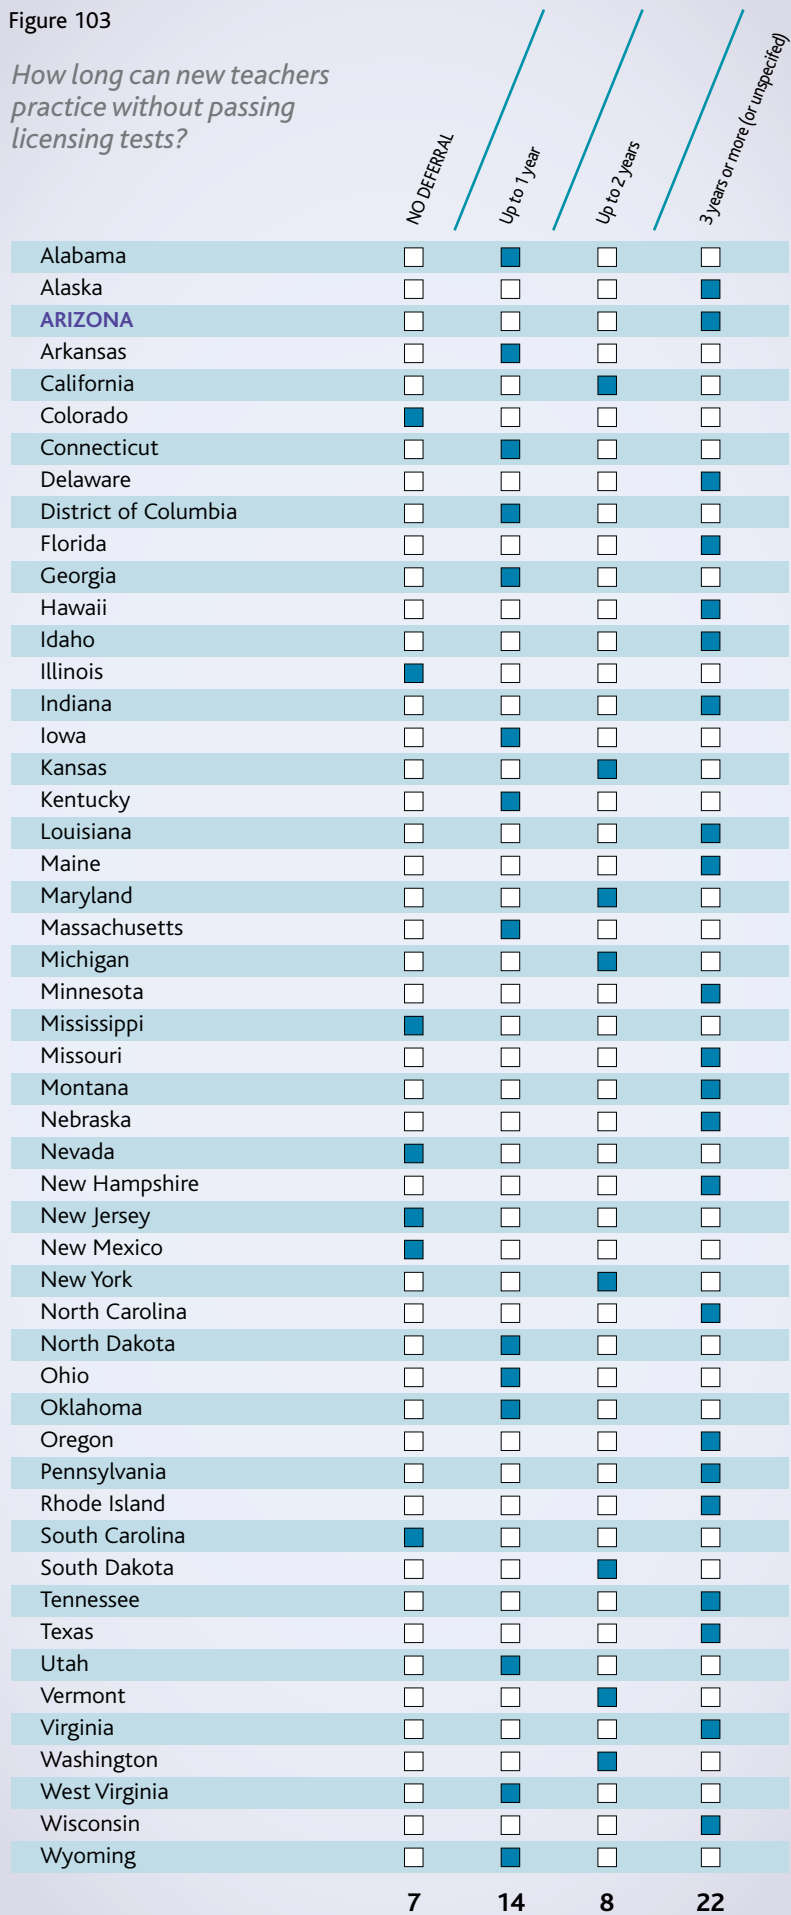 Figure 103
How long can new teachers
practice without passing
licensing tests?
NO DEFERRAL
Up to 1 year
Up to 2 years
3 years or more (or unspecifed)
Alabama
Alaska
ARIZONA
Arkansas
California
Colorado
Connecticut
Delaware
District of Columbia
Florida
Georgia
Hawaii
Idaho
Illinois
Indiana
Iowa
Kansas
Kentucky
Louisiana
Maine
Maryland
Massachusetts
Michigan
Minnesota
Mississippi
Missouri
Montana
Nebraska
Nevada
New Hampshire
New Jersey
New Mexico
New York
North Carolina
North Dakota
Ohio
Oklahoma
Oregon
Pennsylvania
Rhode Island
South Carolina
South Dakota
Tennessee
Texas
Utah
Vermont
Virginia
Washington
West Virginia
Wisconsin
Wyoming
7 14 8 22